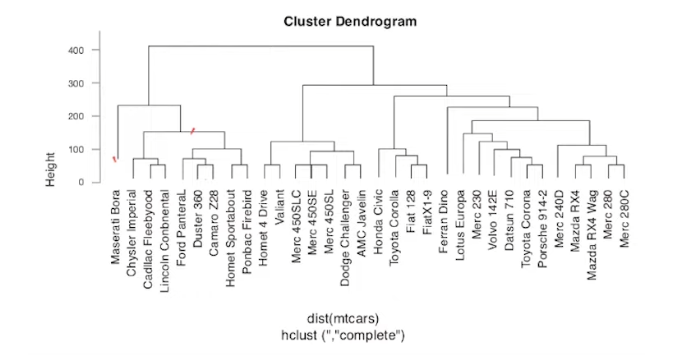 Cluster Dendrogram
Height
400
300
200
100
0
Maserati Bora
Chysler Imperial
Cadllac Fleebyood
Lincoln Conbnental
Ford PanteraL
Duster 360
Camaro Z28
Homet Sportabout
Ponbac Firebird
Homet 4 Drive
Valiant
Merc 450SLC
Merc 450SE
Merc 450SL
Dodge Challenger
AMC Javelin
Honda Civic
Toyota Corolla
Fiat 128
FiatX1-9
Ferran Dino
Lotus Europa
Merc 230
Volvo 142E
Datsun 710
Toyota Corona
Porsche 914-2
Merc 240D
Mazda RX4
Mazda RX4 Wag
Merc 280
Merc 280C
dist(mtcars)
hclust (",","complete")